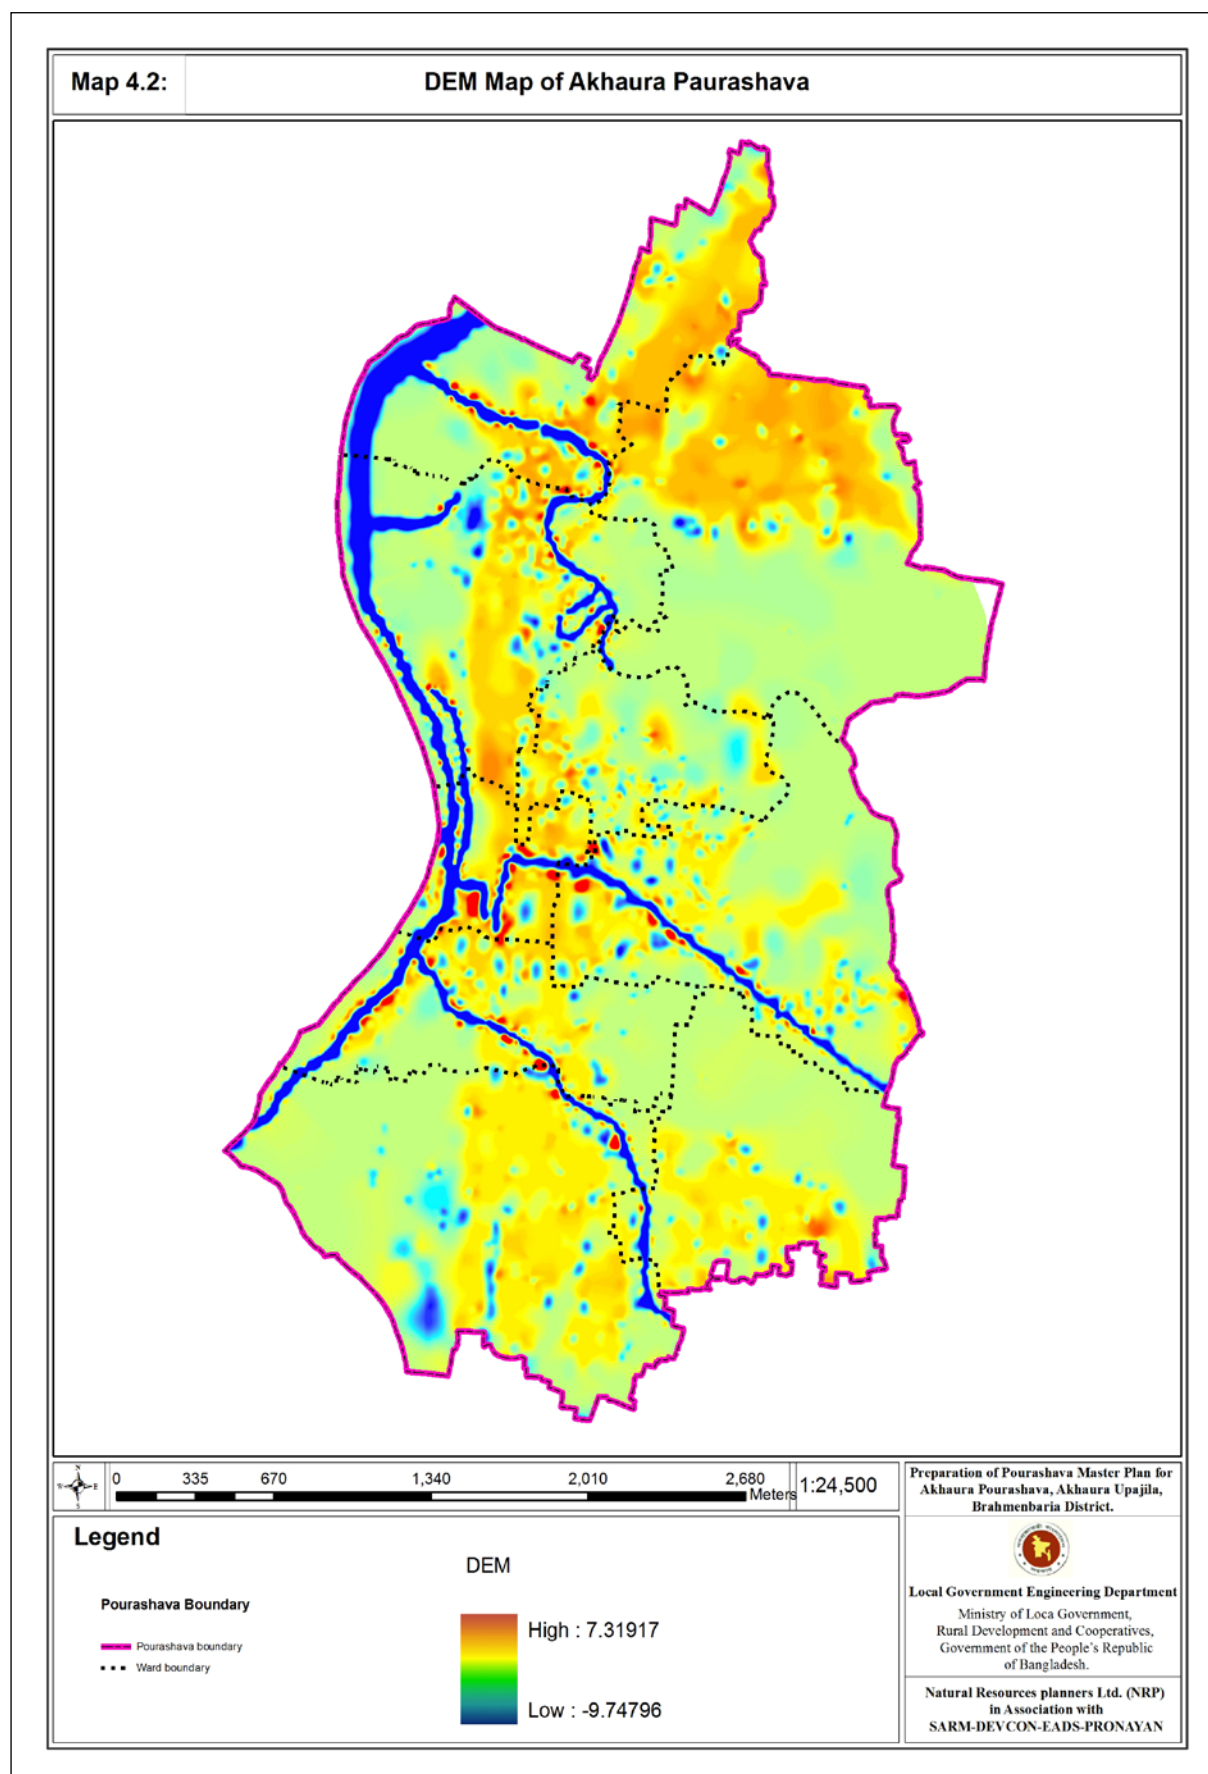 Map 4.2:
DEM Map of Akhaura Paurashava
N
W
E
S
0 335 670 1,340 2,010 2,680
Meters
1:24,500
Legend
Pourashava Boundary
Pourashava boundary
Ward boundary
DEM
High : 7.31917
Low : -9.74796
Preparation of Pourashava Master Plan for
Akhaura Pourashava, Akhaura Upajila,
Brahmenbaria District.
Local Government Engineering Department
Ministry of Loca Government,
Rural Development and Cooperatives,
Government of the People's Republic
of Bangladesh.
Natural Resources planners Ltd. (NRP)
in Association with
SARM-DEVCON-EADS-PRONAYAN